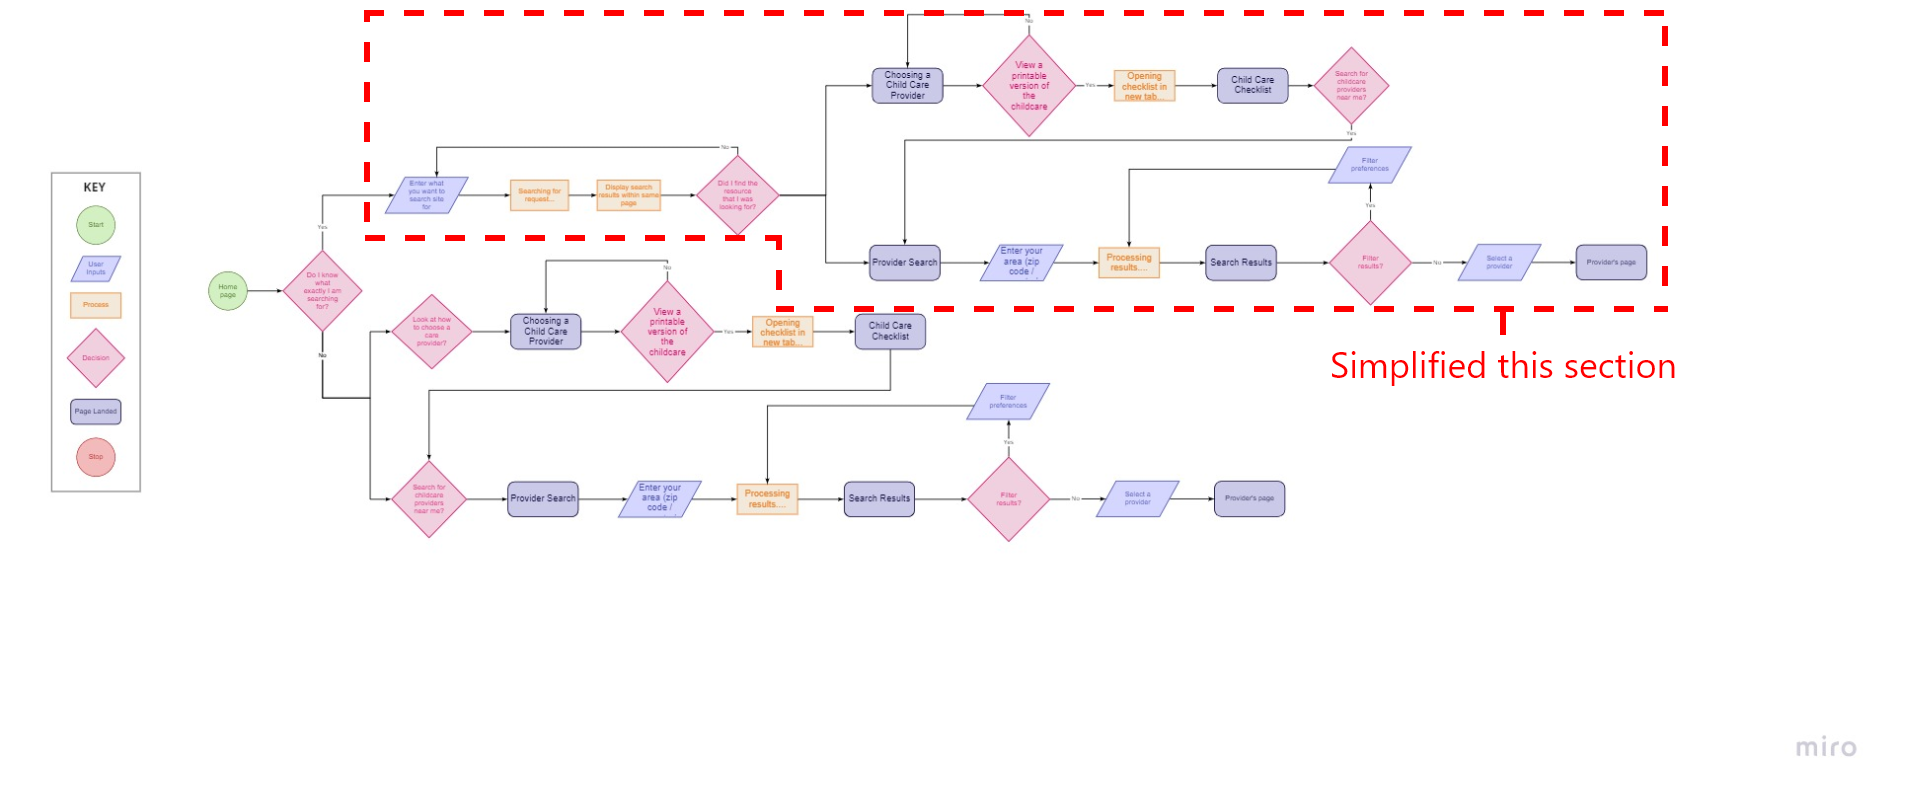 KEY
Start
User
Inputs
Process
Decision
Page Landed
Stop
Home
page
Do I know
what
exactly I am
searching
for?
Yes
No
Enter what
you want to
search site
for
Searching for
request...
Display search
results within same
page
Did I find the
resource
that I was
looking for?
No
Choosing a
Child Care
Provider
View a
printable
version of
the
childcare
No
Yes
Opening
checklist in
new tab...
Child Care
Checklist
Search for
childcare
providers
near me?
Yes
Provider Search
Enter your
area (zip
code /
Processing
results....
Search Results
Filter
results?
Yes
Filter
preferences
No
Select a
provider
Provider's page
Simplified this section
Look at how
to choose a
care
provider?
Choosing a
Child Care
Provider
View a
printable
version of
the
childcare
No
Yes
Opening
checklist in
new tab...
Child Care
Checklist
Search for
childcare
providers
near me?
Provider Search
Enter your
area (zip
code /
Processing
results....
Search Results
Filter
results?
Yes
Filter
preferences
No
Select a
provider
Provider's page
miro